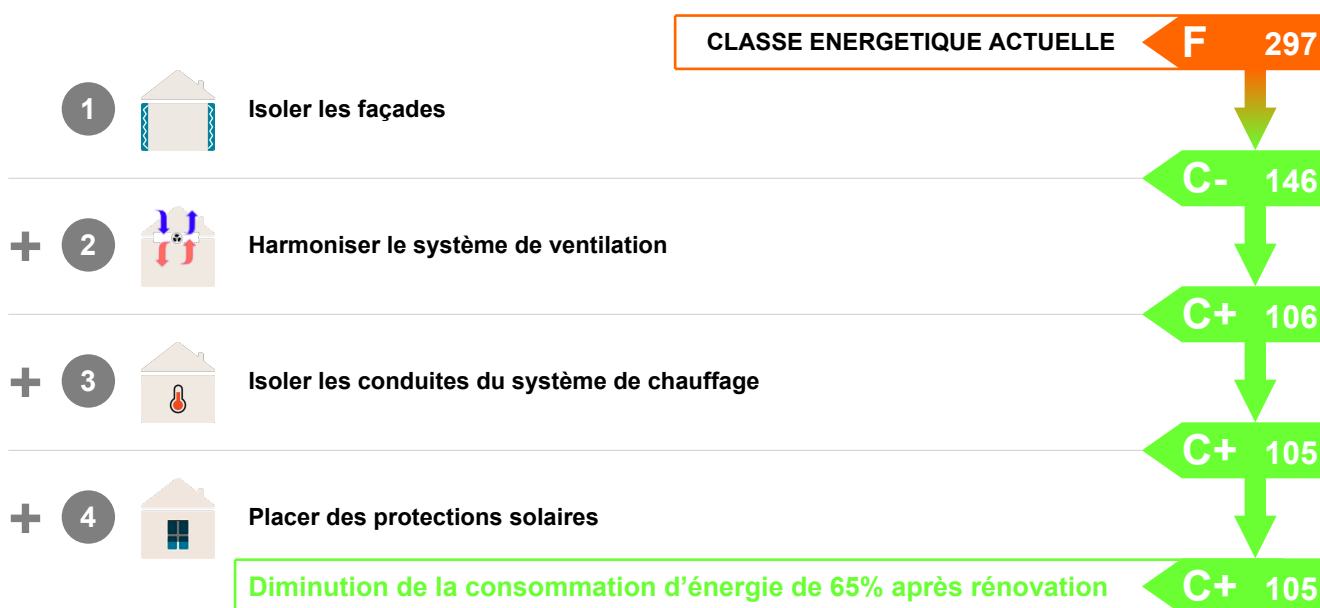 CLASSE ENERGETIQUE ACTUELLE F 297
1 Isoler les façades
C- 146
+ 2 Harmoniser le système de ventilation
C+ 106
+ 3 Isoler les conduites du système de chauffage
C+ 105
+ 4 Placer des protections solaires
Diminution de la consommation d’énergie de 65% après rénovation C+ 105